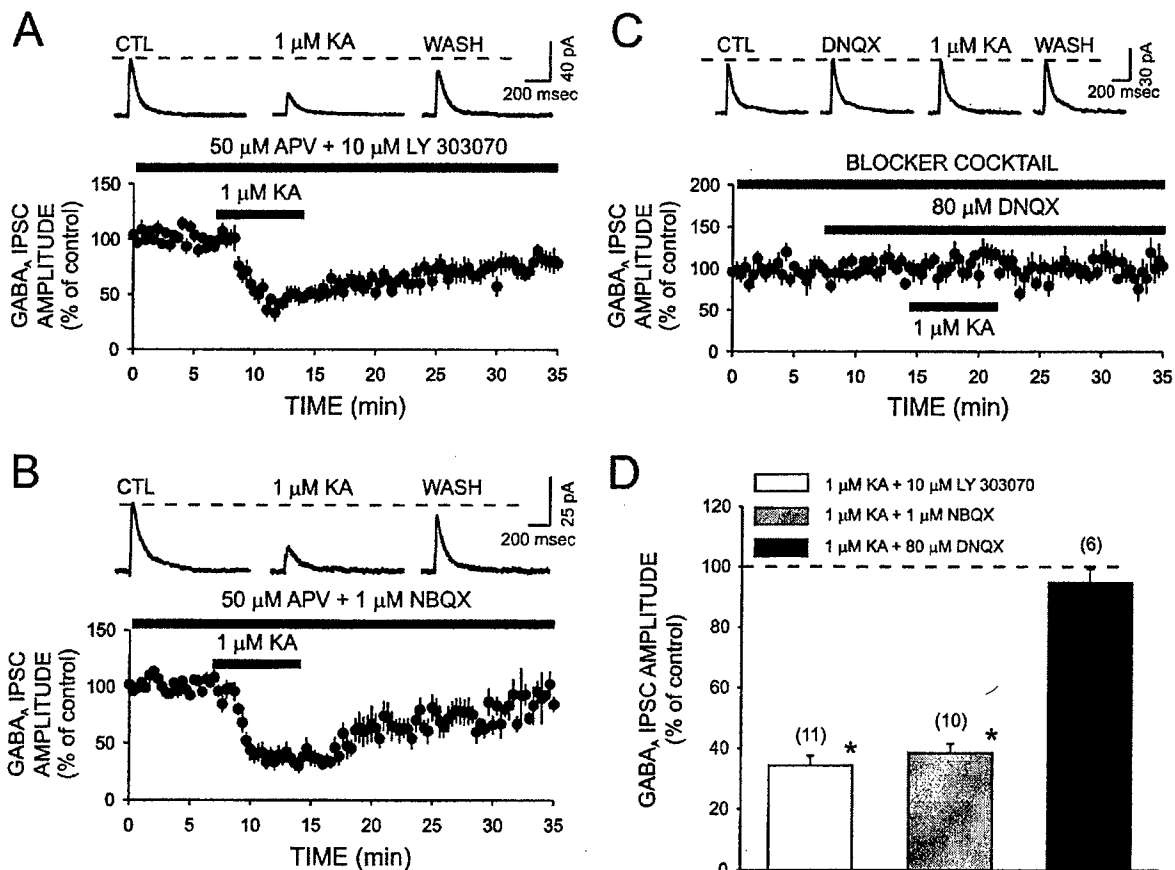 A
CTL
1 μM KA
WASH
40 pA
200 msec
50 μM APV + 10 μM LY 303070
1 μM KA
150
100
50
0
GABA_A IPSC
AMPLITUDE
(% of control)
0 5 10 15 20 25 30 35
TIME (min)
B
CTL
1 μM KA
WASH
25 pA
200 msec
50 μM APV + 1 μM NBQX
1 μM KA
150
100
50
0
GABA_A IPSC
AMPLITUDE
(% of control)
0 5 10 15 20 25 30 35
TIME (min)
C
CTL
DNQX
1 μM KA
WASH
30 pA
200 msec
BLOCKER COCKTAIL
80 μM DNQX
1 μM KA
200
150
100
50
0
GABA_A IPSC
AMPLITUDE
(% of control)
0 5 10 15 20 25 30 35
TIME (min)
D
1 μM KA + 10 μM LY 303070
1 μM KA + 1 μM NBQX
1 μM KA + 80 μM DNQX
120
100
80
60
40
20
0
GABA_A IPSC AMPLITUDE
(% of control)
(11)
*
(10)
*
(6)